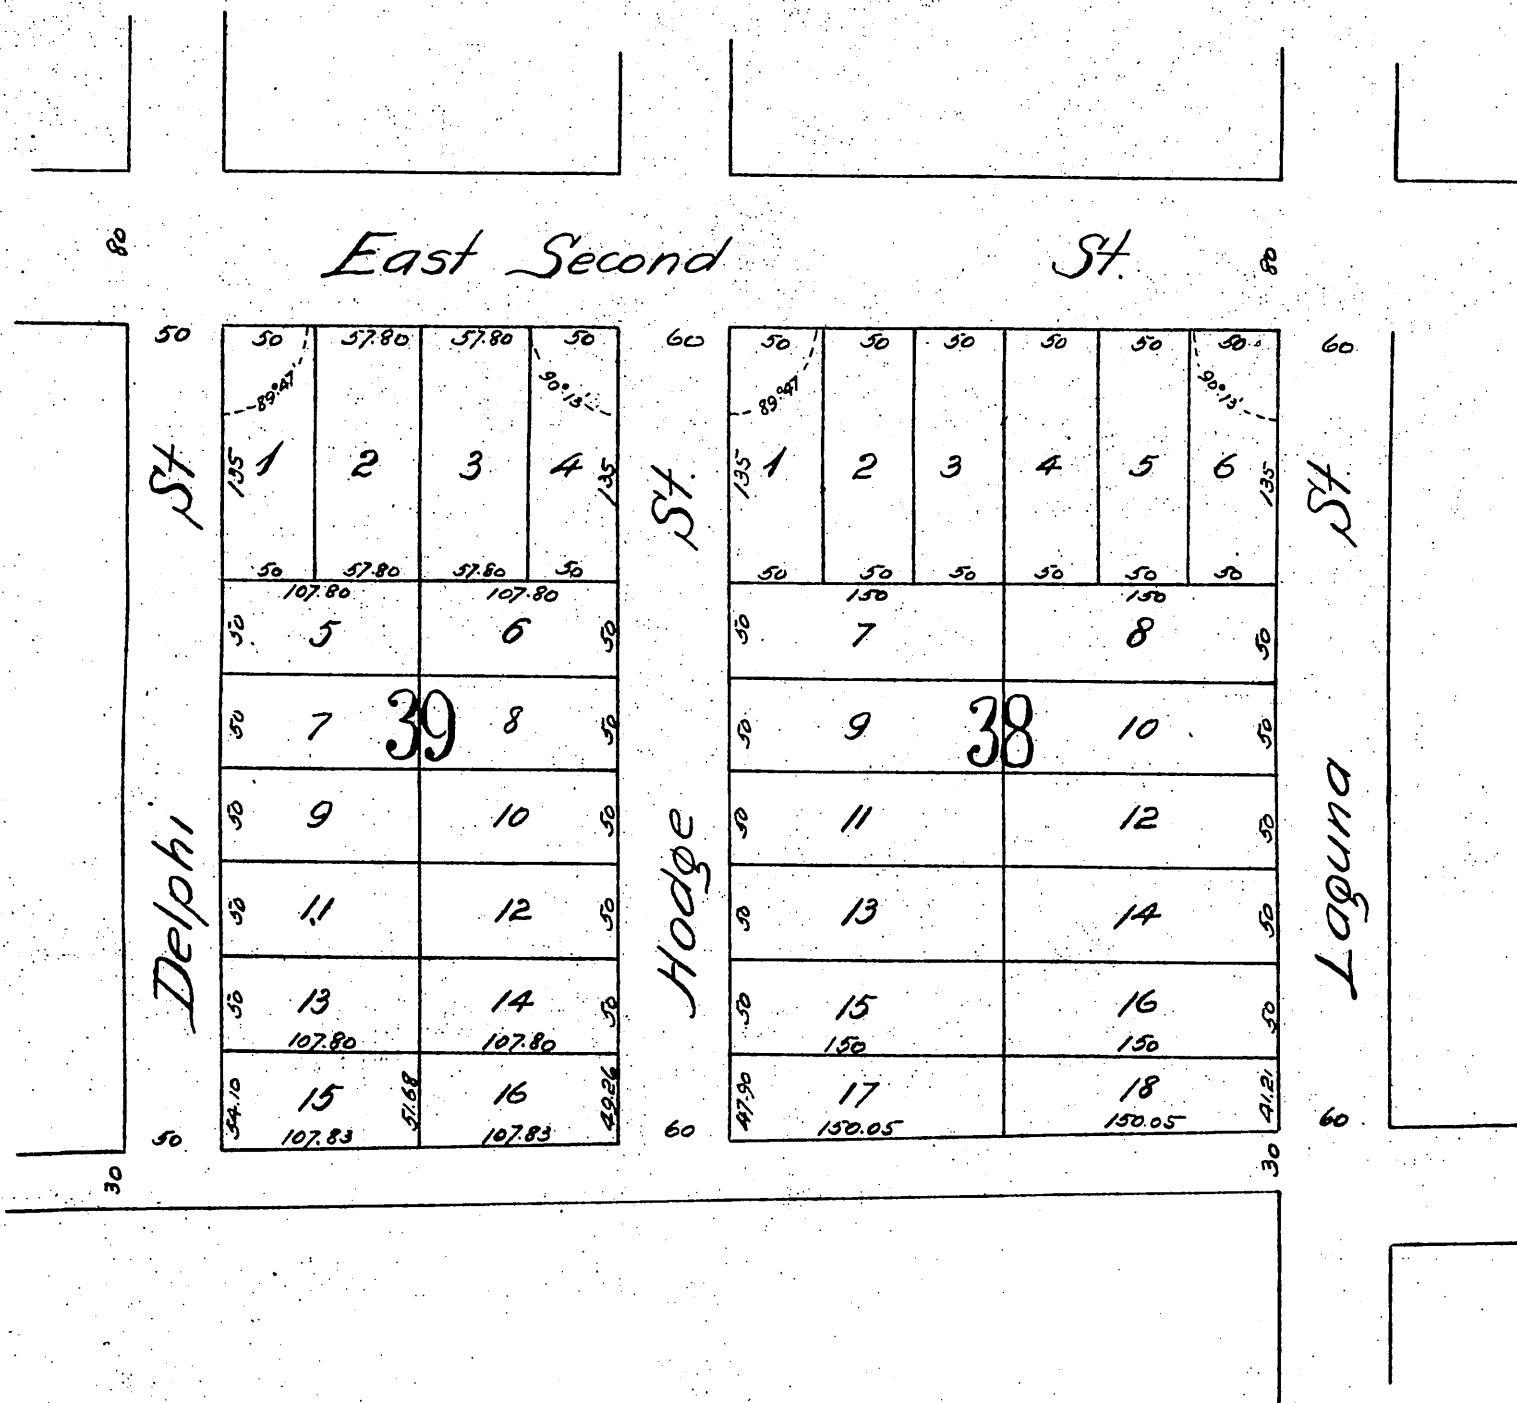 East Second St.
80
80
50
50 57.80 57.80 50
60
50 50 50 50 50 50
60
89°47'
90°13'
89°47'
90°13'
135 1 2 3 4 135
135 1 2 3 4 5 6 135
50 57.80 57.80 50
50 50 50 50 50 50
107.80 107.80
150 150
50 5 6 50
50 7 8 50
50 7 8 50
39
50 9 10 50
38
50 9 10 50
50 11 12 50
50 11 12 50
50 13 14 50
50 13 14 50
107.80 107.80
50 15 16 50
150 150
54.10 15 51.68 16 49.26
107.83 107.83
47.90 17 18 41.21
150.05 150.05
50
60
60
30
30
Delphi St
Hodge St.
Laguna St.